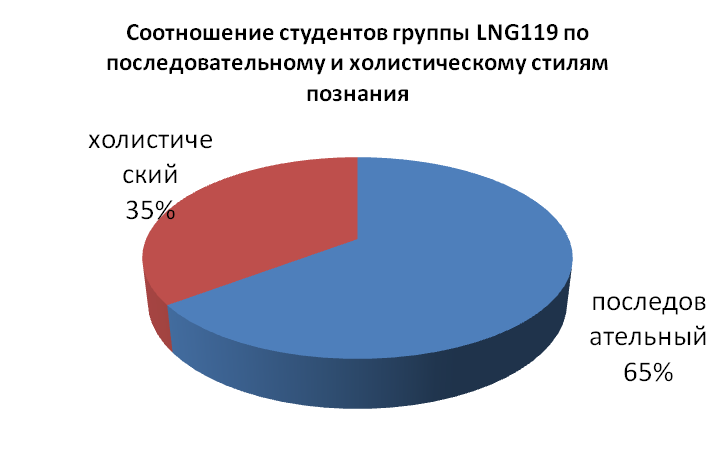 Соотношение студентов группы LNG119 по
последовательному и холистическому стилям
познания
холистиче
ский
35%
последов
ательный
65%